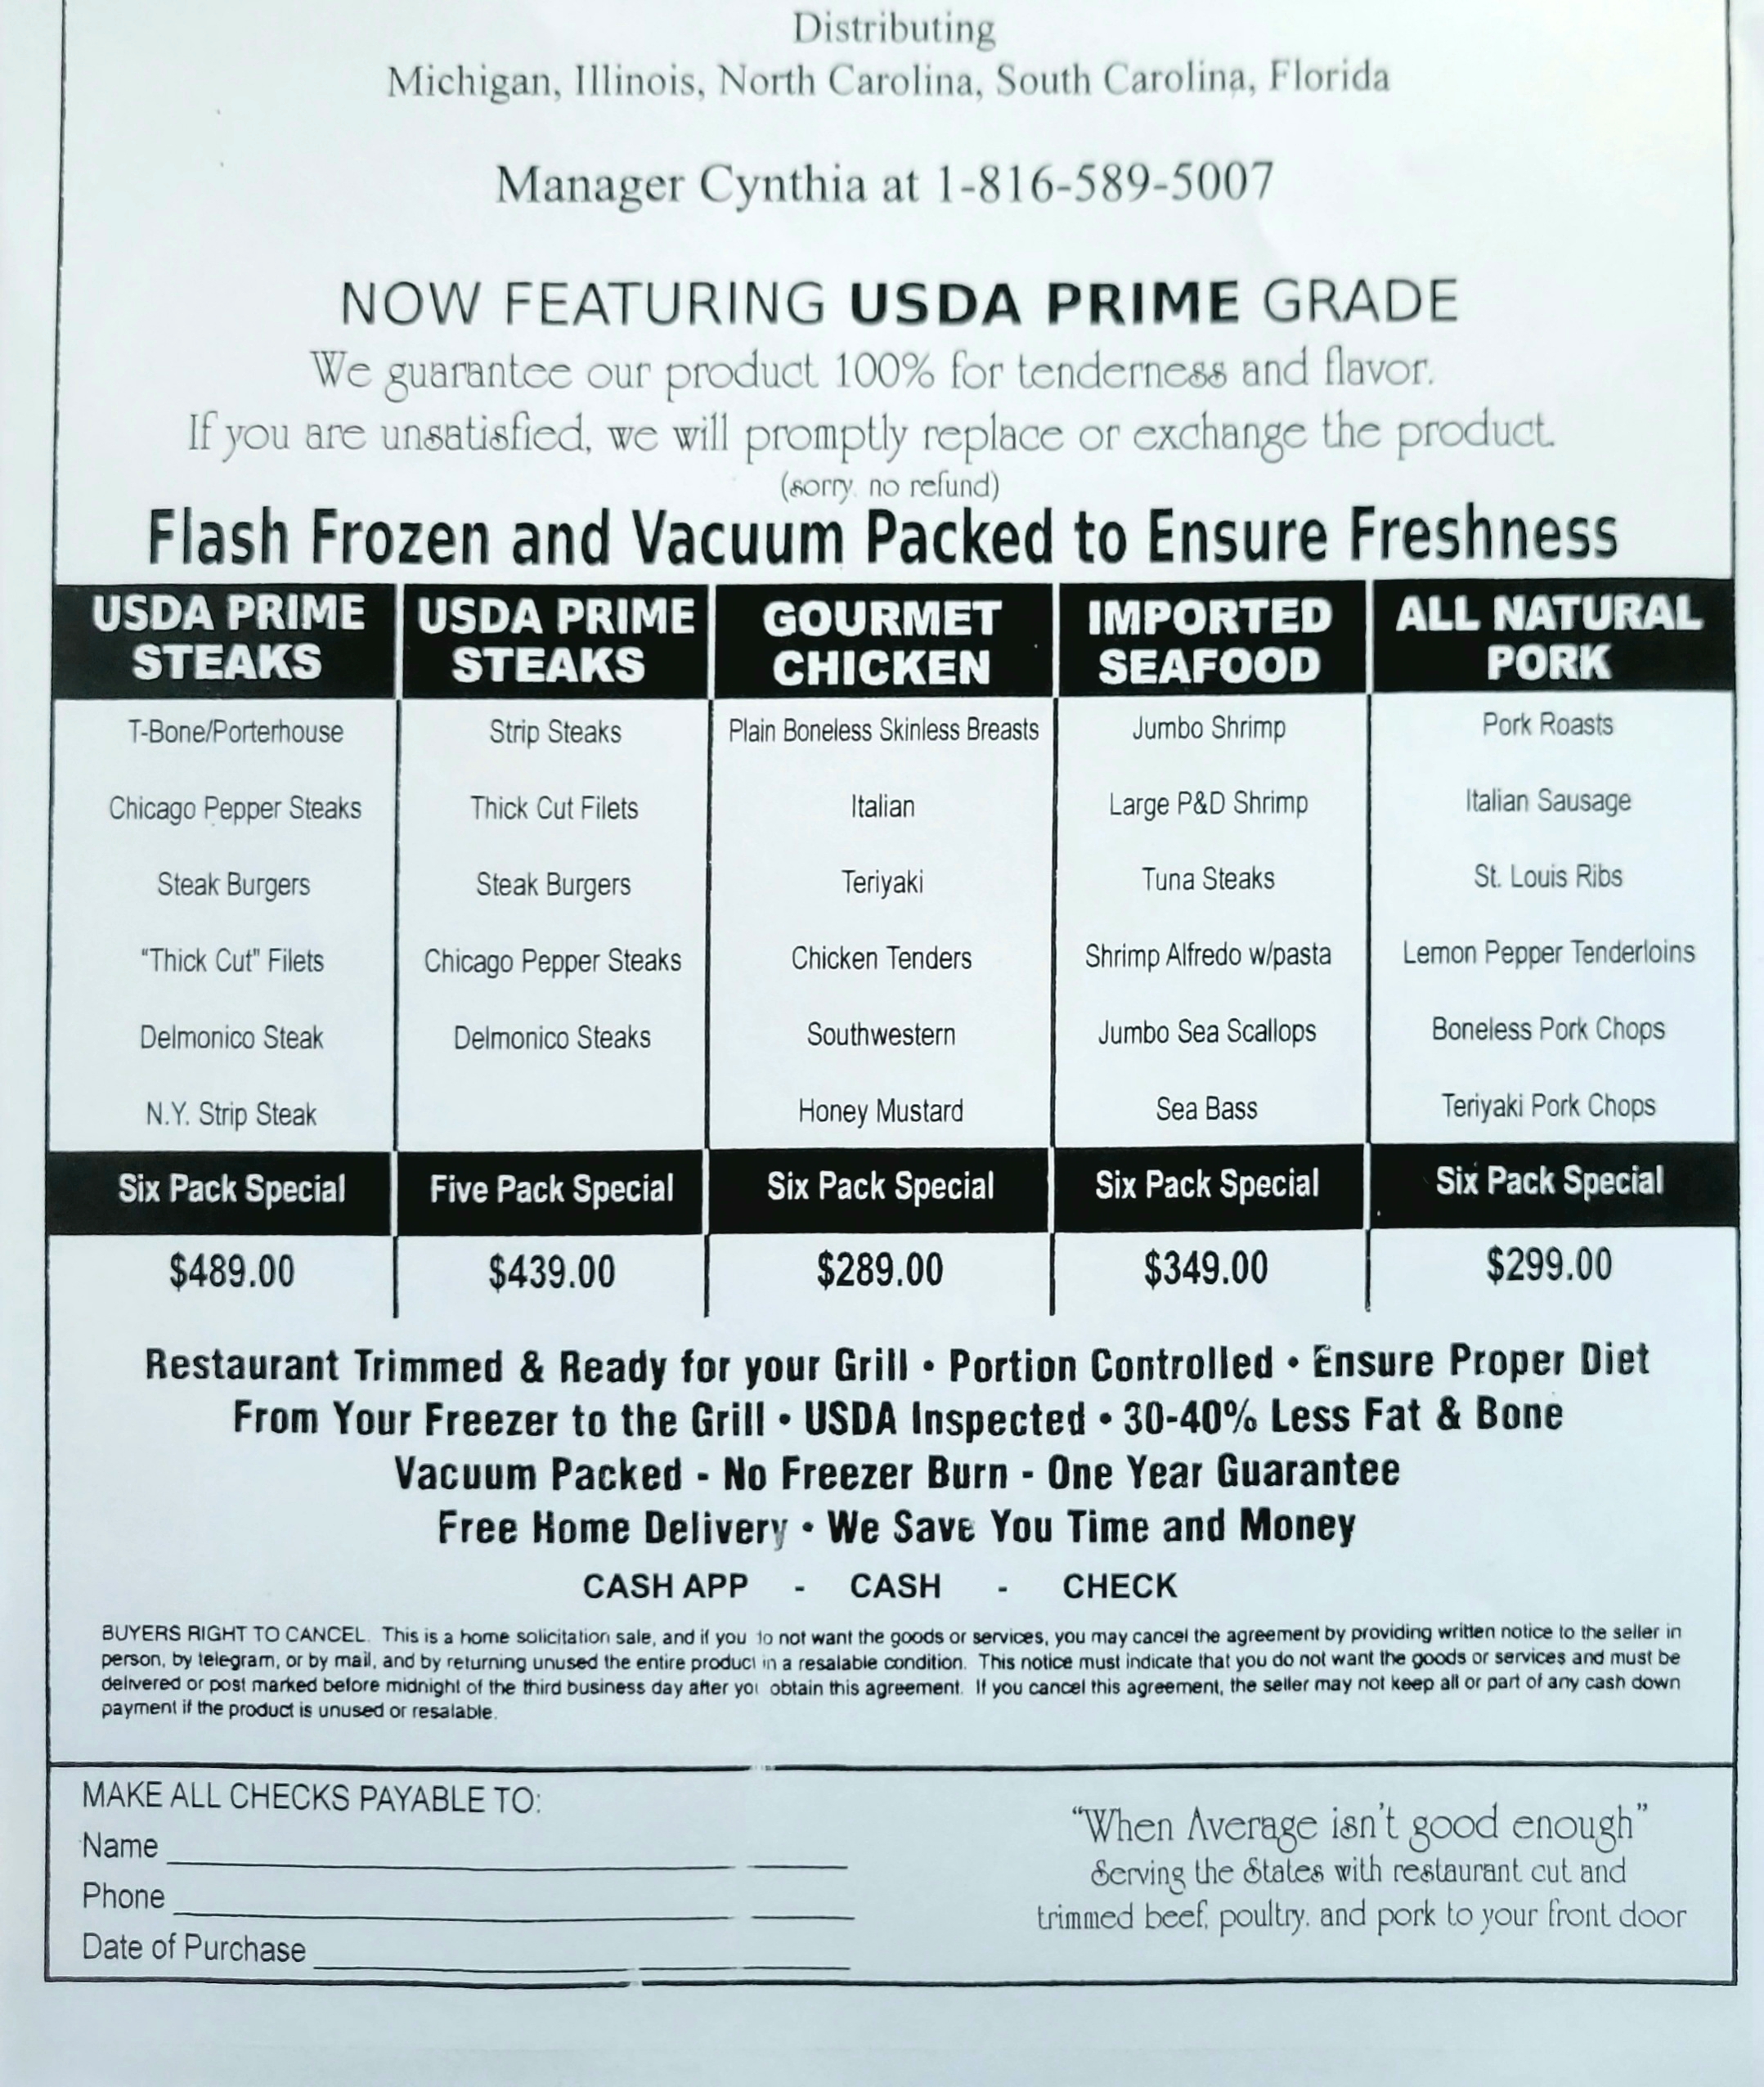 Distributing
Michigan, Illinois, North Carolina, South Carolina, Florida
Manager Cynthia at 1-816-589-5007
NOW FEATURING USDA PRIME GRADE
We guarantee our product 100% for tenderness and flavor.
If you are unsatisfied, we will promptly replace or exchange the product.
(sorry, no refund)
Flash Frozen and Vacuum Packed to Ensure Freshness
USDA PRIME STEAKS
T-Bone/Porterhouse
Chicago Pepper Steaks
Steak Burgers
"Thick Cut" Filets
Delmonico Steak
N.Y. Strip Steak
Six Pack Special
$489.00
USDA PRIME STEAKS
Strip Steaks
Thick Cut Filets
Steak Burgers
Chicago Pepper Steaks
Delmonico Steaks
Five Pack Special
$439.00
GOURMET CHICKEN
Plain Boneless Skinless Breasts
Italian
Teriyaki
Chicken Tenders
Southwestern
Honey Mustard
Six Pack Special
$289.00
IMPORTED SEAFOOD
Jumbo Shrimp
Large P&D Shrimp
Tuna Steaks
Shrimp Alfredo w/pasta
Jumbo Sea Scallops
Sea Bass
Six Pack Special
$349.00
ALL NATURAL PORK
Pork Roasts
Italian Sausage
St. Louis Ribs
Lemon Pepper Tenderloins
Boneless Pork Chops
Teriyaki Pork Chops
Six Pack Special
$299.00
Restaurant Trimmed & Ready for your Grill • Portion Controlled • Ensure Proper Diet
From Your Freezer to the Grill • USDA Inspected • 30-40% Less Fat & Bone
Vacuum Packed - No Freezer Burn - One Year Guarantee
Free Home Delivery • We Save You Time and Money
CASH APP - CASH - CHECK
BUYERS RIGHT TO CANCEL. This is a home solicitation sale, and if you do not want the goods or services, you may cancel the agreement by providing written notice to the seller in
person, by telegram, or by mail, and by returning unused the entire product in a resalable condition. This notice must indicate that you do not want the goods or services and must be
delivered or post marked before midnight of the third business day after you obtain this agreement. If you cancel this agreement, the seller may not keep all or part of any cash down
payment if the product is unused or resalable.
MAKE ALL CHECKS PAYABLE TO:
Name
Phone
Date of Purchase
"When Average isn't good enough"
Serving the States with restaurant cut and
trimmed beef, poultry, and pork to your front door